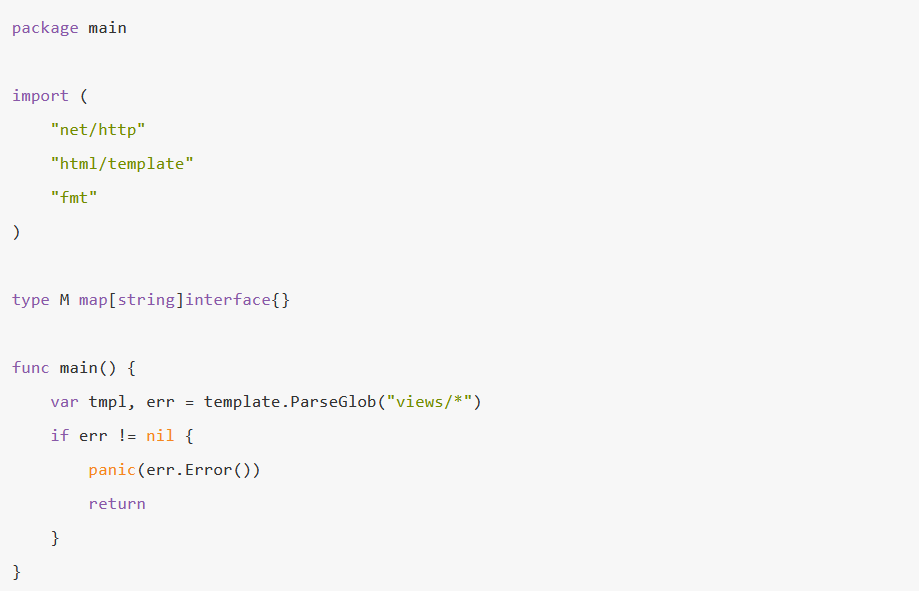 package main
import (
    "net/http"
    "html/template"
    "fmt"
)
type M map[string]interface{}
func main() {
    var tmpl, err = template.ParseGlob("views/*")
    if err != nil {
        panic(err.Error())
        return
    }
}